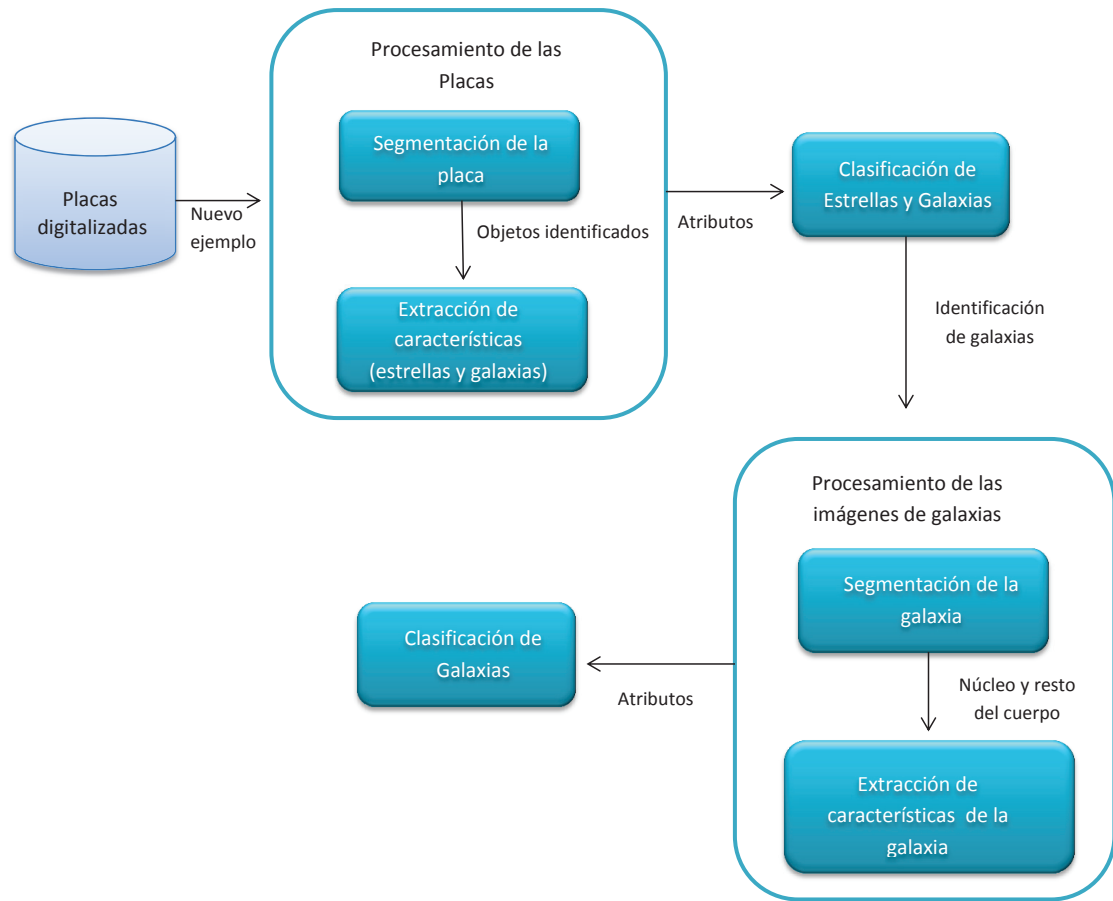 Procesamiento de las
Placas
Placas
digitalizadas
Nuevo
ejemplo
Segmentación de la
placa
Objetos identificados
Extracción de
características
(estrellas y galaxias)
Atributos
Clasificación de
Estrellas y Galaxias
Identificación
de galaxias
Procesamiento de las
imágenes de galaxias
Segmentación de la
galaxia
Núcleo y resto
del cuerpo
Extracción de
características de la
galaxia
Atributos
Clasificación de
Galaxias